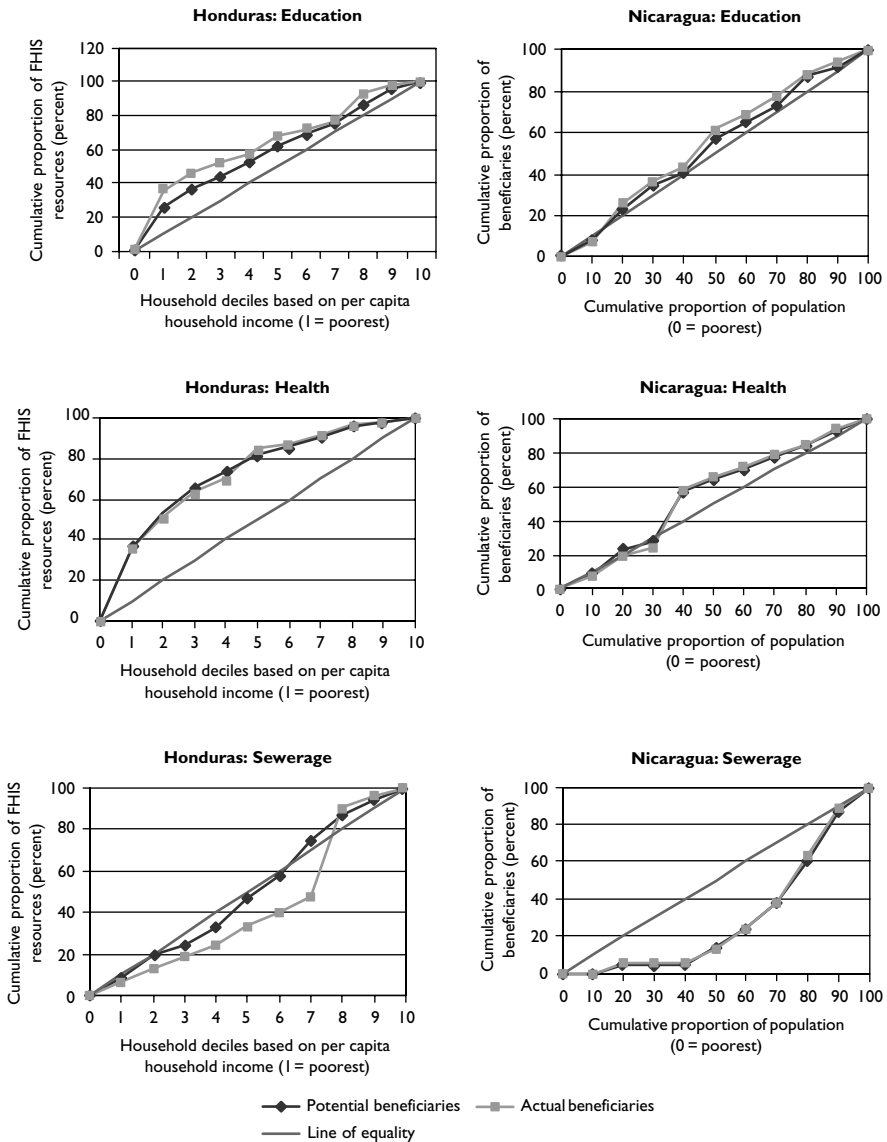 Honduras: Education
Cumulative proportion of FHIS
resources (percent)
120
100
80
60
40
20
0
0 1 2 3 4 5 6 7 8 9 10
Household deciles based on per capita
household income (1 = poorest)
Nicaragua: Education
Cumulative proportion of
beneficiaries (percent)
100
80
60
40
20
0
0 10 20 30 40 50 60 70 80 90 100
Cumulative proportion of population
(0 = poorest)
Honduras: Health
Cumulative proportion of FHIS
resources (percent)
100
80
60
40
20
0
0 1 2 3 4 5 6 7 8 9 10
Household deciles based on per capita
household income (1 = poorest)
Nicaragua: Health
Cumulative proportion of
beneficiaries (percent)
100
80
60
40
20
0
0 10 20 30 40 50 60 70 80 90 100
Cumulative proportion of population
(0 = poorest)
Honduras: Sewerage
Cumulative proportion of FHIS
resources (percent)
100
80
60
40
20
0
0 1 2 3 4 5 6 7 8 9 10
Household deciles based on per capita
household income (1 = poorest)
Nicaragua: Sewerage
Cumulative proportion of
beneficiaries (percent)
100
80
60
40
20
0
0 10 20 30 40 50 60 70 80 90 100
Cumulative proportion of population
(0 = poorest)
Potential beneficiaries Actual beneficiaries
Line of equality